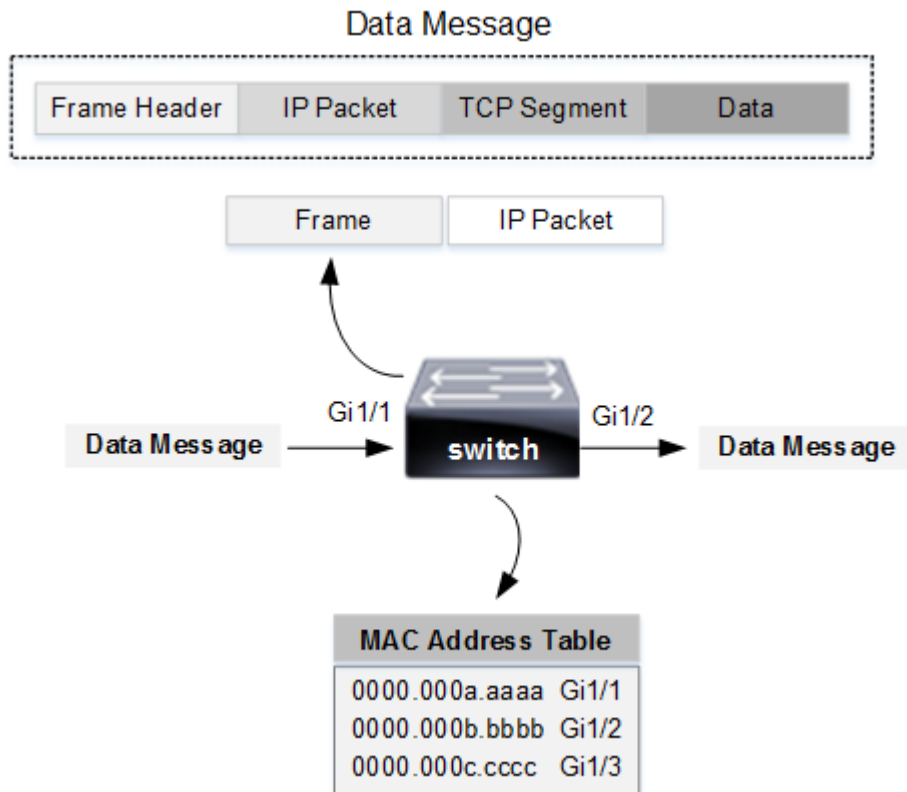 Data Message
Frame Header IP Packet TCP Segment Data
Frame IP Packet
Gi1/1 Gi1/2
Data Message switch Data Message
MAC Address Table
0000.000a.aaaa Gi1/1
0000.000b.bbbb Gi1/2
0000.000c.cccc Gi1/3